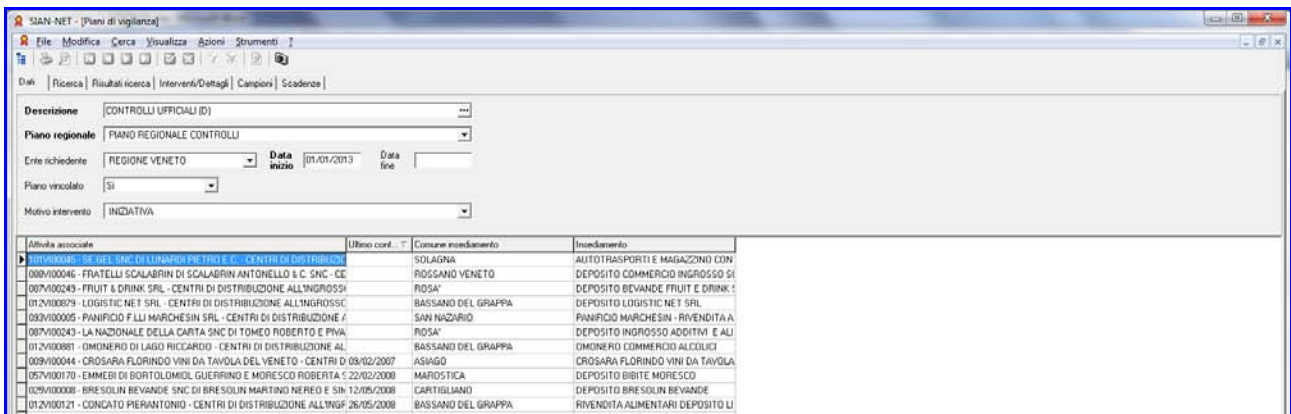 SIAN-NET - [Piani di vigilanza]
File Modifica Cerca Visualizza Azioni Strumenti ?
Dati Ricerca Risultati ricerca Interventi/Dettagli Campioni Scadenze
Descrizione CONTROLLI UFFICIALI (D) ...
Piano regionale PIANO REGIONALE CONTROLLI
Ente richiedente REGIONE VENETO Data inizio 01/01/2013 Data fine
Piano vincolato Si
Motivo intervento INIZIATIVA
Attivita associate Ultimo cont... Comune insediamento Insediamento
101VI00045 - SE.GEL SNC DI LUNARDI PIETRO E C. - CENTRI DI DISTRIBUZIO SOLAGNA AUTOTRASPORTI E MAGAZZINO CON
088VI00046 - FRATELLI SCALABRIN DI SCALABRIN ANTONELLO & C. SNC - CE ROSSANO VENETO DEPOSITO COMMERCIO INGROSSO
087VI00249 - FRUIT & DRINK SRL - CENTRI DI DISTRIBUZIONE ALL'INGROSSO ROSA' DEPOSITO BEVANDE FRUIT E DRINK
012VI00879 - LOGISTIC NET SRL - CENTRI DI DISTRIBUZIONE ALL'INGROSSO BASSANO DEL GRAPPA DEPOSITO LOGISTIC NET SRL
093VI00005 - PANIFICIO F.LLI MARCHESIN SRL - CENTRI DI DISTRIBUZIONE SAN NAZARIO PANIFICIO MARCHESIN - RIVENDITA A
087VI00243 - LA NAZIONALE DELLA CARTA SNC DI TOMEO ROBERTO E PIVA ROSA' DEPOSITO INGROSSO ADDITIVI E ALI
012VI00881 - OMONERO DI LAGO RICCARDO - CENTRI DI DISTRIBUZIONE AL BASSANO DEL GRAPPA OMONERO COMMERCIO ALCOLICI
009VI00044 - CROSARA FLORINDO VINI DA TAVOLA DEL VENETO - CENTRI D 09/02/2007 ASIAGO CROSARA FLORINDO VINI DA TAVOLA
057VI00170 - EMMEBI DI BORTOLOMIOL GUERRINO E MORESCO ROBERTA S 22/02/2008 MAROSTICA DEPOSITO BIBITE MORESCO
025VI00008 - BRESOLIN BEVANDE SNC DI BRESOLIN MARTINO NEREO E SIM 12/05/2008 CARTIGLIANO DEPOSITO BRESOLIN BEVANDE
012VI00121 - CONCATO PIERANTONIO - CENTRI DI DISTRIBUZIONE ALL'INGR 26/05/2008 BASSANO DEL GRAPPA RIVENDITA ALIMENTARI DEPOSITO LI